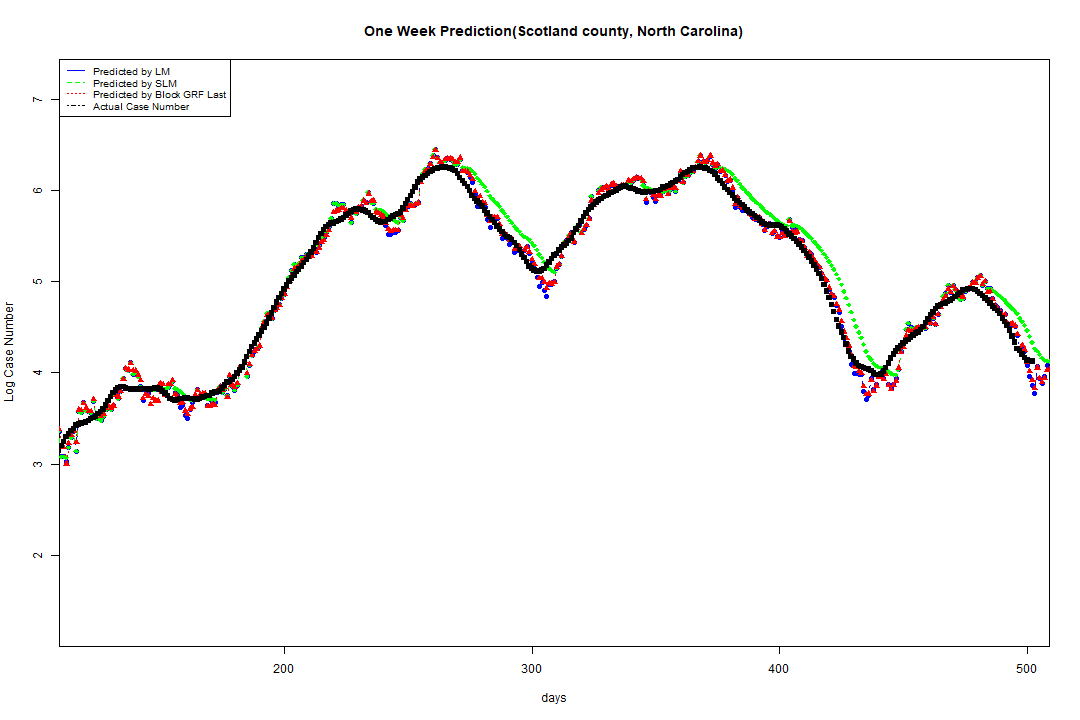 One Week Prediction(Scotland county, North Carolina)
Predicted by LM
Predicted by SLM
Predicted by Block GRF Last
Actual Case Number
7
6
5
4
3
2
Log Case Number
200 300 400 500
days